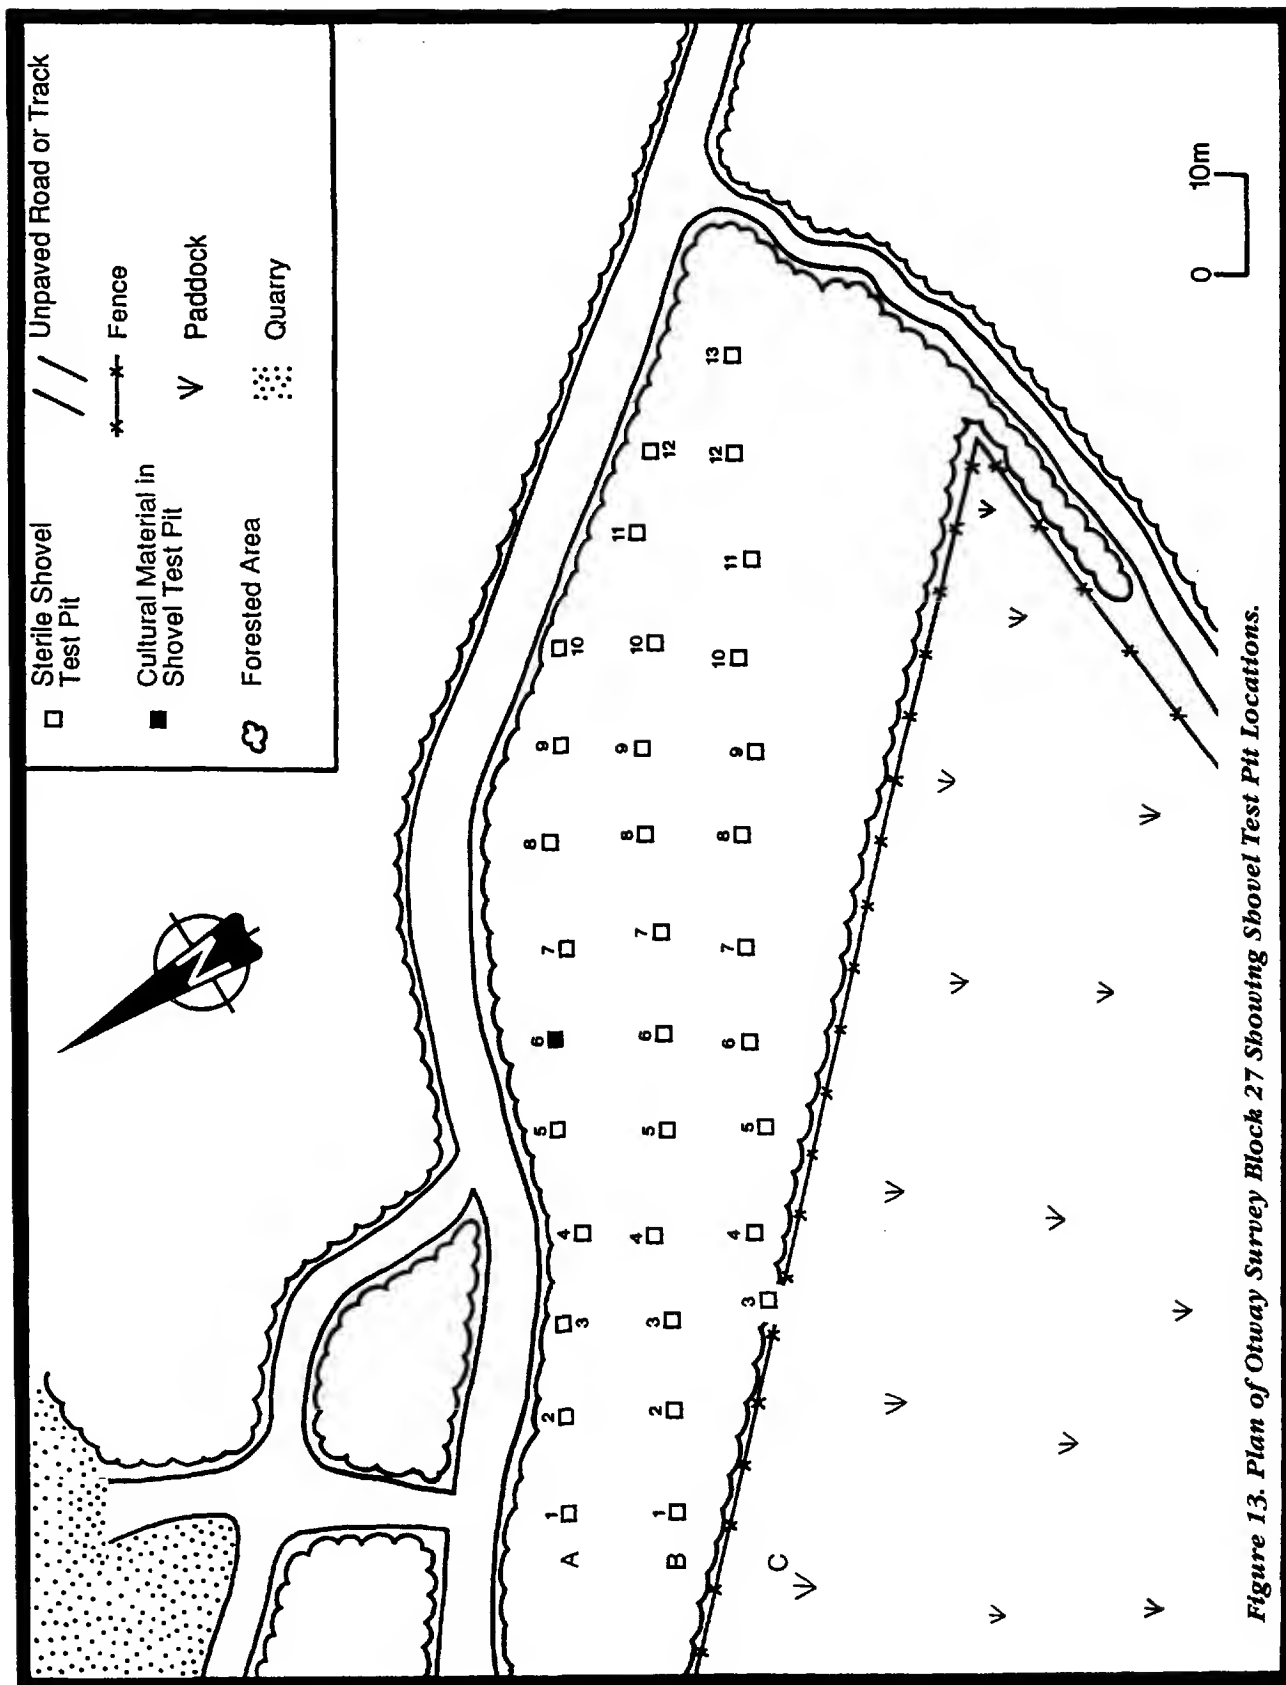 Sterile Shovel
Test Pit
Cultural Material in
Shovel Test Pit
Forested Area
Unpaved Road or Track
Fence
Paddock
Quarry
N
A
1
2
3
4
5
6
7
8
9
10
B
1
2
3
4
5
6
7
8
9
10
11
12
C
3
4
5
6
7
8
9
10
11
12
13
0 10m
Figure 13. Plan of Otway Survey Block 27 Showing Shovel Test Pit Locations.